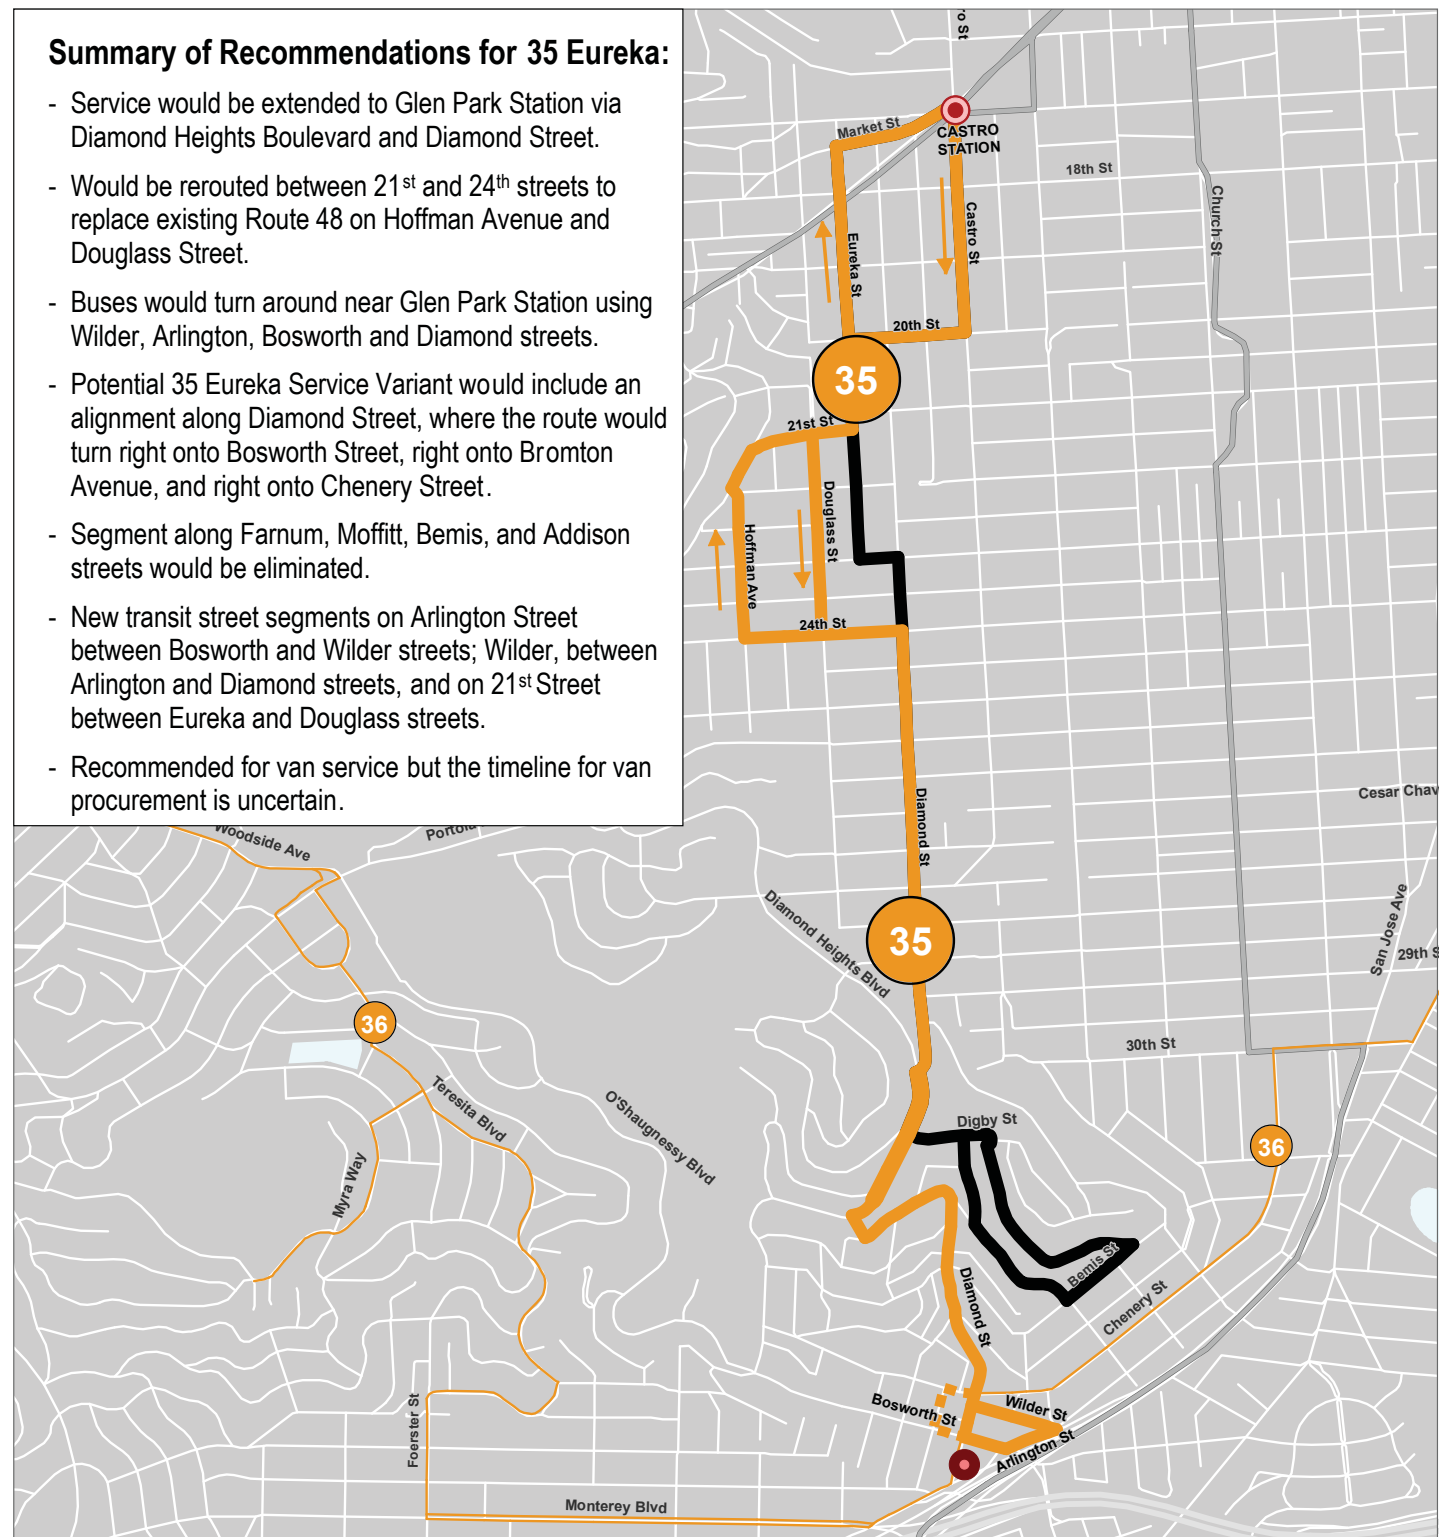 Summary of Recommendations for 35 Eureka:
- Service would be extended to Glen Park Station via
Diamond Heights Boulevard and Diamond Street.
- Would be rerouted between 21st and 24th streets to
replace existing Route 48 on Hoffman Avenue and
Douglass Street.
- Buses would turn around near Glen Park Station using
Wilder, Arlington, Bosworth and Diamond streets.
- Potential 35 Eureka Service Variant would include an
alignment along Diamond Street, where the route would
turn right onto Bosworth Street, right onto Bromton
Avenue, and right onto Chenery Street.
- Segment along Farnum, Moffitt, Bemis, and Addison
streets would be eliminated.
- New transit street segments on Arlington Street
between Bosworth and Wilder streets; Wilder, between
Arlington and Diamond streets, and on 21st Street
between Eureka and Douglass streets.
- Recommended for van service but the timeline for van
procurement is uncertain.
o St
Market St
CASTRO
STATION
18th St
Church St
Castro St
Eureka St
20th St
35
21st St
Douglass St
Hoffman Ave
24th St
Diamond St
Cesar Chav
Woodside Ave
Diamond Heights Blvd
35
San Jose Ave
29th S
36
30th St
Teresita Blvd
O'Shaugnessy Blvd
Digby St
36
Myra Way
Bemis St
Diamond St
Chenery St
Bosworth St
Wilder St
Arlington St
Foerster St
Monterey Blvd